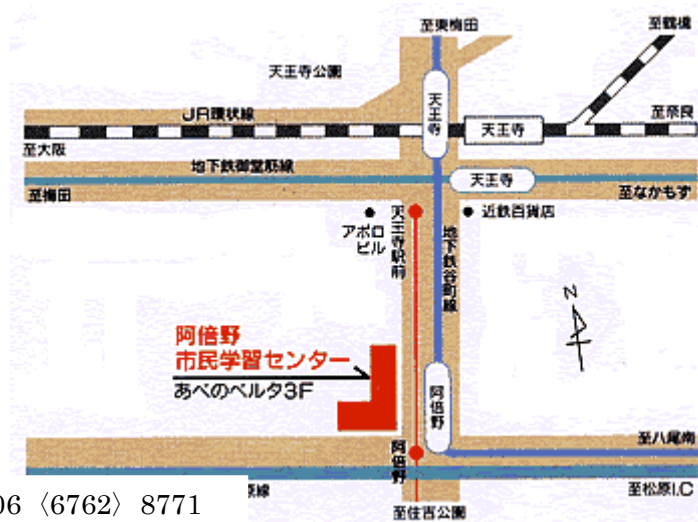 至東梅田
至鶴橋
天王寺公園
天王寺
JR環状線
天王寺
至奈良
至大阪
地下鉄御堂筋線
天王寺
至梅田
至なかもず
アポロ
ビル
天王寺駅前
近鉄百貨店
地下鉄谷町線
N
阿倍野
市民学習センター
あべのベルタ3F
阿倍野
阿倍野
至八尾南
原線
至松原I.C
06〈6762〉8771
至住吉公園